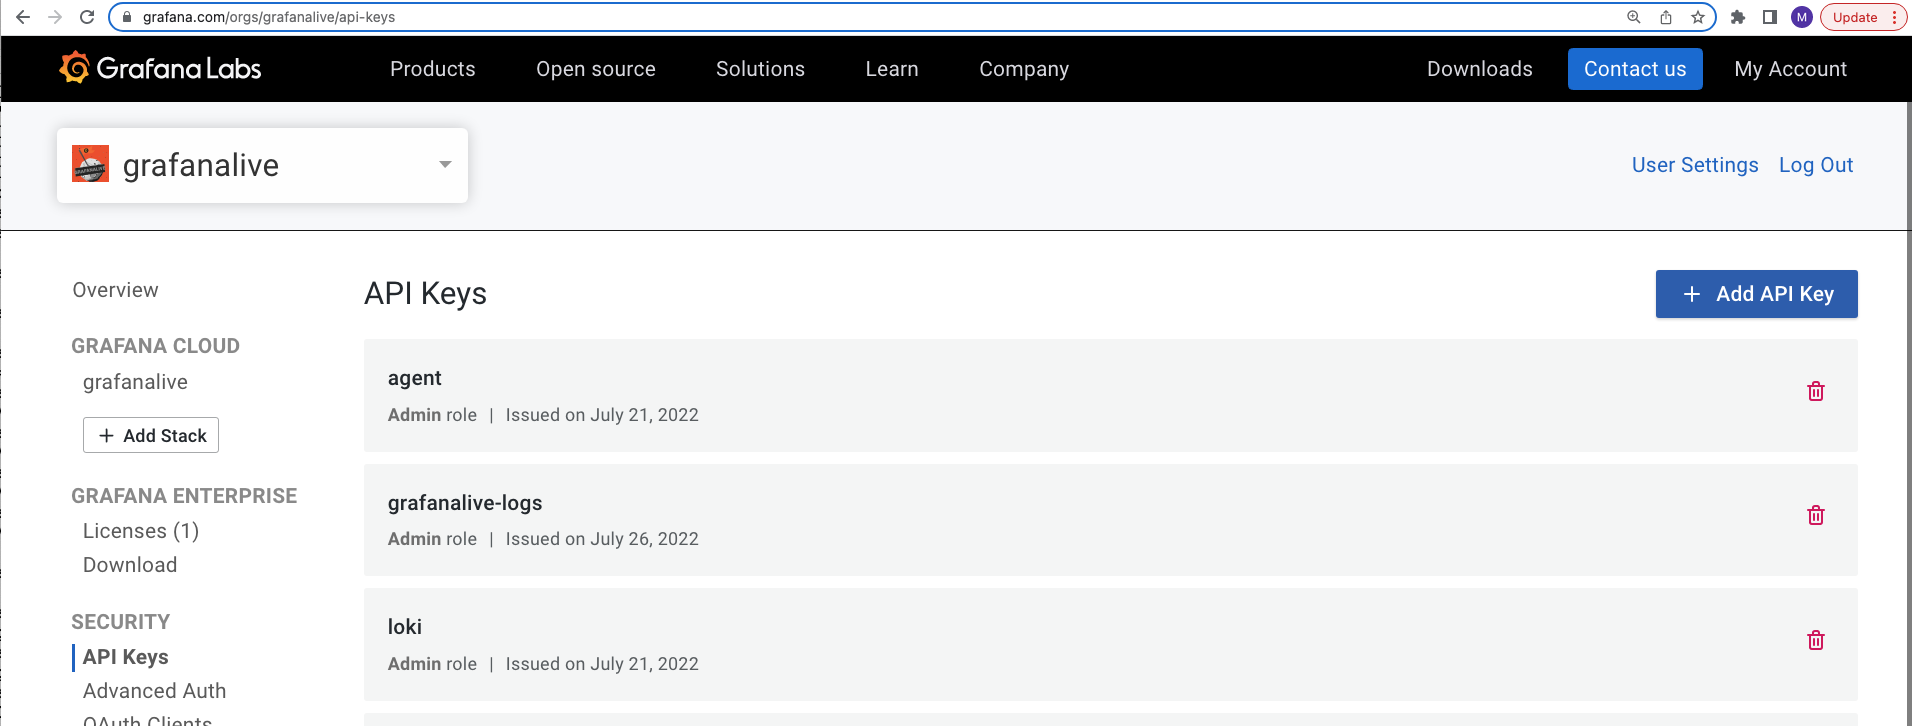 grafana.com/orgs/grafanalive/api-keys
M
Update
Grafana Labs
Products
Open source
Solutions
Learn
Company
Downloads
Contact us
My Account
GRAFANALIVE
grafanalive
User Settings
Log Out
Overview
GRAFANA CLOUD
grafanalive
+ Add Stack
GRAFANA ENTERPRISE
Licenses (1)
Download
SECURITY
API Keys
Advanced Auth
OAuth Clients
API Keys
+ Add API Key
agent
Admin role | Issued on July 21, 2022
grafanalive-logs
Admin role | Issued on July 26, 2022
loki
Admin role | Issued on July 21, 2022